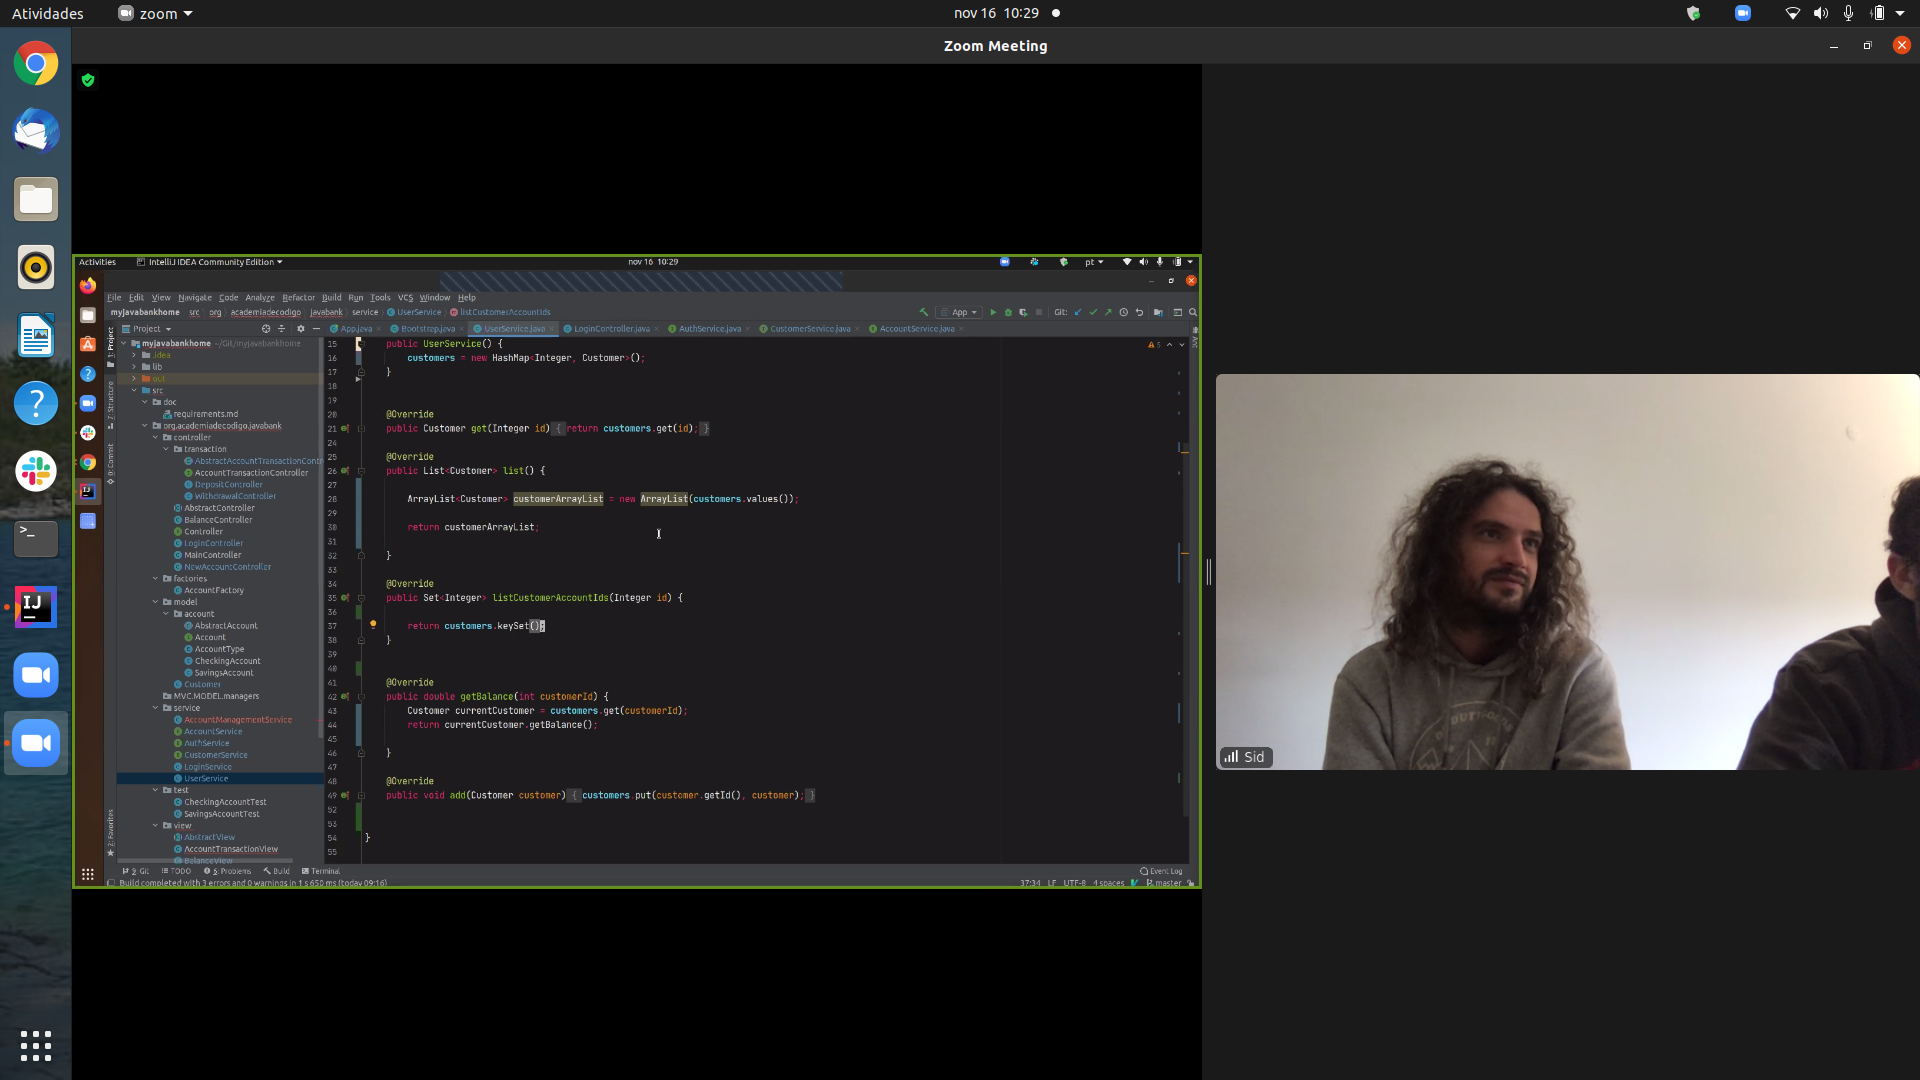 Atividades
zoom
nov 16 10:29
Zoom Meeting
Activities
IntelliJ IDEA Community Edition
nov 16 10:29
pt
File Edit View Navigate Code Analyze Refactor Build Run Tools VCS Window Help
myjavabankhome src org academiadecodigo javabank service UserService listCustomerAccountIds
App
Git:
Project
App.java
Bootstrap.java
UserService.java
LoginController.java
AuthService.java
CustomerService.java
AccountService.java
myjavabankhome ~/Git/myjavabankhome
.idea
lib
out
src
doc
requirements.md
org.academiadecodigo.javabank
controller
transaction
AbstractAccountTransactionContr
AccountTransactionController
DepositController
WithdrawalController
AbstractController
BalanceController
Controller
LoginController
MainController
NewAccountController
factories
AccountFactory
model
account
AbstractAccount
Account
AccountType
CheckingAccount
SavingsAccount
Customer
MVC.MODEL.managers
service
AccountManagementService
AccountService
AuthService
CustomerService
LoginService
UserService
test
CheckingAccountTest
SavingsAccountTest
view
AbstractView
AccountTransactionView
BalanceView
1: Project
7: Structure
0: Commit
2: Favorites
Ant
5
15 public UserService() {
16 customers = new HashMap<Integer, Customer>();
17 }
18
19
20 @Override
21 public Customer get(Integer id) { return customers.get(id); }
24
25 @Override
26 public List<Customer> list() {
27
28 ArrayList<Customer> customerArrayList = new ArrayList(customers.values());
29
30 return customerArrayList;
31
32 }
33
34 @Override
35 public Set<Integer> listCustomerAccountIds(Integer id) {
36
37 return customers.keySet();
38 }
39
40
41 @Override
42 public double getBalance(int customerId) {
43 Customer currentCustomer = customers.get(customerId);
44 return currentCustomer.getBalance();
45
46 }
47
48 @Override
49 public void add(Customer customer) { customers.put(customer.getId(), customer); }
52
53
54 }
55
9: Git TODO 6: Problems Build Terminal
Event Log
Build completed with 3 errors and 0 warnings in 1 s 650 ms (today 09:16)
37:34 LF UTF-8 4 spaces master
Sid